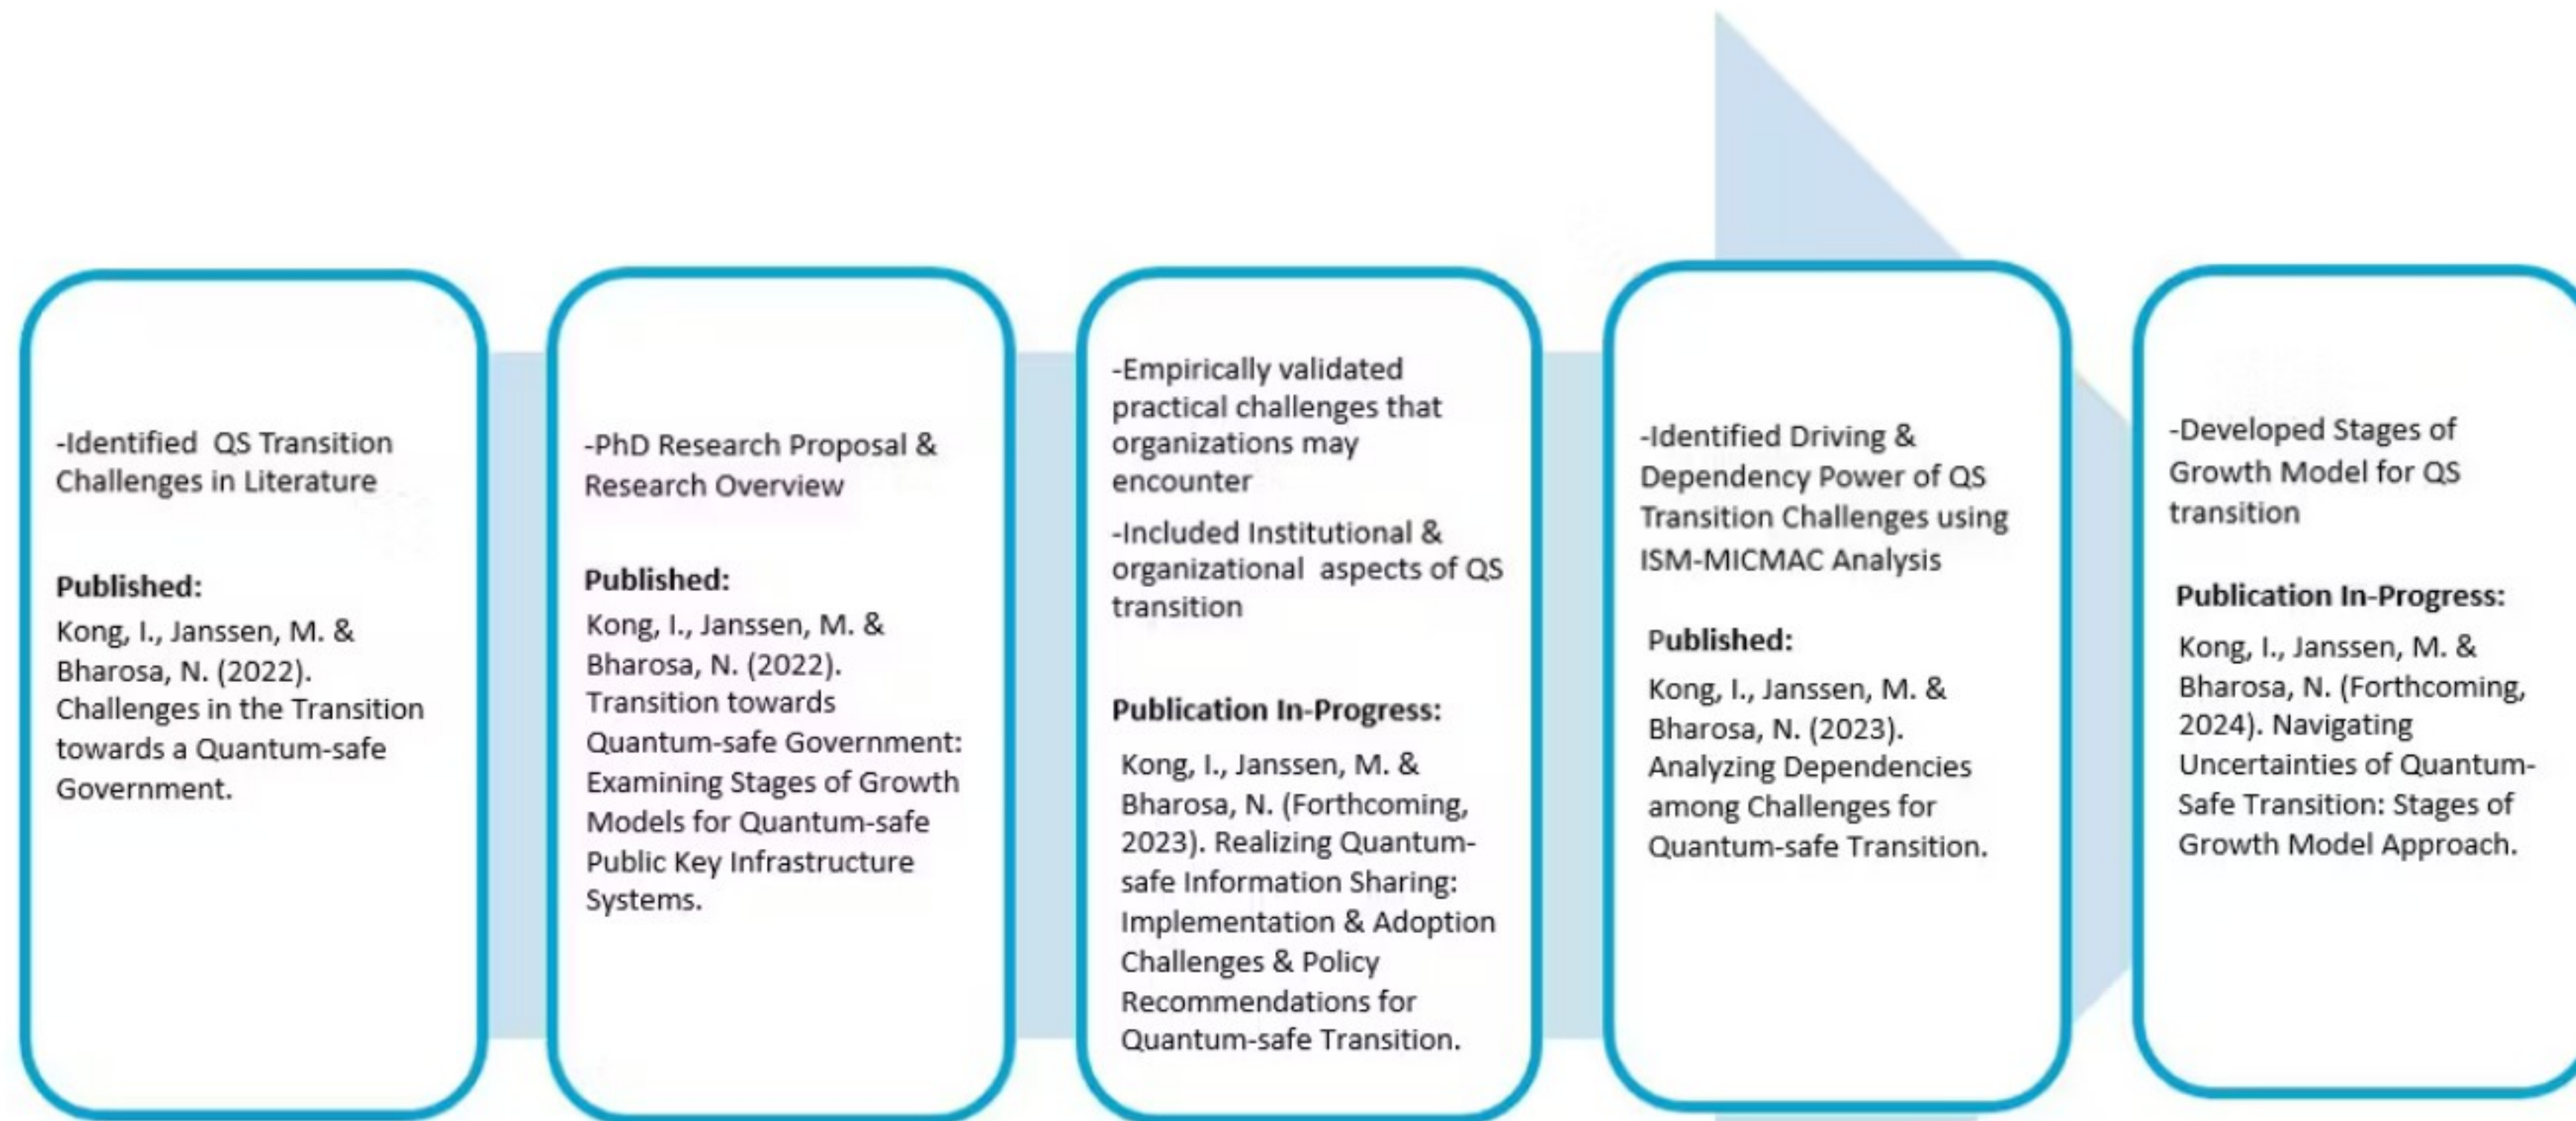 -Identified QS Transition
Challenges in Literature
Published:
Kong, I., Janssen, M. &
Bharosa, N. (2022).
Challenges in the Transition
towards a Quantum-safe
Government.
-PhD Research Proposal &
Research Overview
Published:
Kong, I., Janssen, M. &
Bharosa, N. (2022).
Transition towards
Quantum-safe Government:
Examining Stages of Growth
Models for Quantum-safe
Public Key Infrastructure
Systems.
-Empirically validated
practical challenges that
organizations may
encounter
-Included Institutional &
organizational aspects of QS
transition
Publication In-Progress:
Kong, I., Janssen, M. &
Bharosa, N. (Forthcoming,
2023). Realizing Quantum-
safe Information Sharing:
Implementation & Adoption
Challenges & Policy
Recommendations for
Quantum-safe Transition.
-Identified Driving &
Dependency Power of QS
Transition Challenges using
ISM-MICMAC Analysis
Published:
Kong, I., Janssen, M. &
Bharosa, N. (2023).
Analyzing Dependencies
among Challenges for
Quantum-safe Transition.
-Developed Stages of
Growth Model for QS
transition
Publication In-Progress:
Kong, I., Janssen, M. &
Bharosa, N. (Forthcoming,
2024). Navigating
Uncertainties of Quantum-
Safe Transition: Stages of
Growth Model Approach.